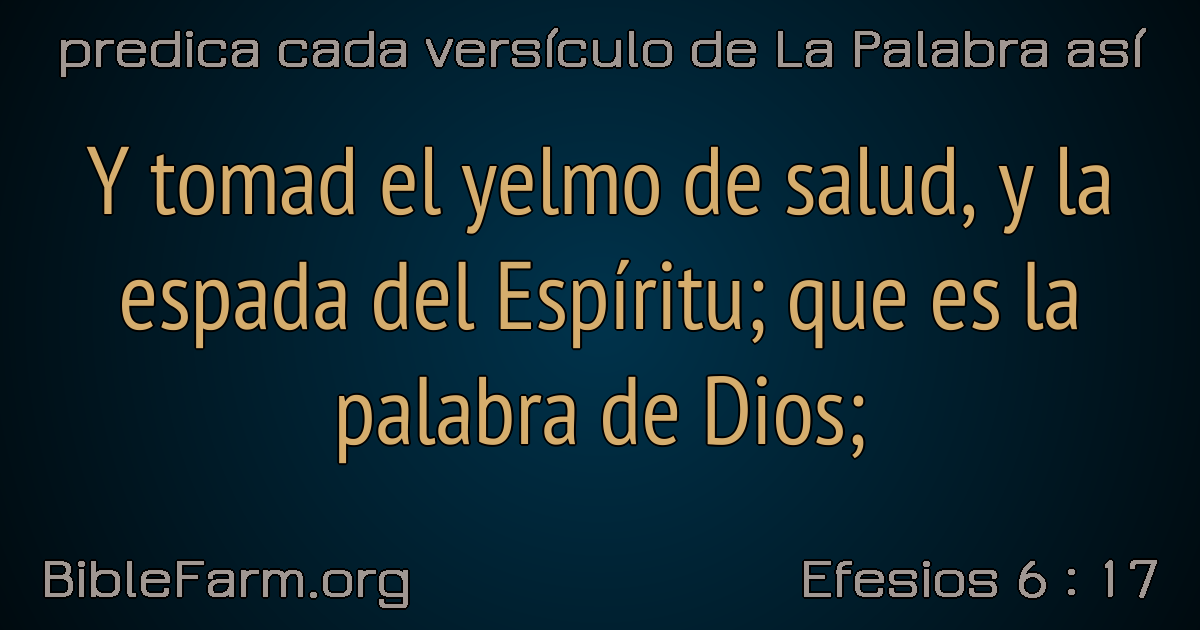 predica cada versículo de La Palabra así
Y tomad el yelmo de salud, y la
espada del Espíritu; que es la
palabra de Dios;
BibleFarm.org
Efesios 6 : 17